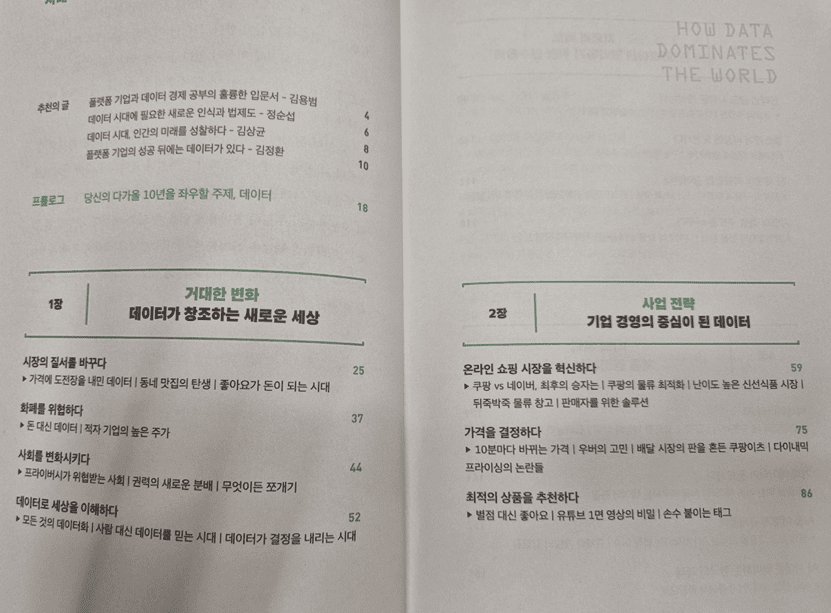 추천의 글
플랫폼 기업과 데이터 경제 공부의 훌륭한 입문서 - 김용범
4
데이터 시대에 필요한 새로운 인식과 법제도 - 정순섭
6
데이터 시대, 인간의 미래를 성찰하다 - 김상균
8
플랫폼 기업의 성공 뒤에는 데이터가 있다 - 김정환
10
프롤로그
당신의 다가올 10년을 좌우할 주제, 데이터
18
1장
거대한 변화
데이터가 창조하는 새로운 세상
시장의 질서를 바꾸다
25
▶ 가격에 도전장을 내민 데이터 | 동네 맛집의 탄생 | 좋아요가 돈이 되는 시대
화폐를 위협하다
37
▶ 돈 대신 데이터 | 적자 기업의 높은 주가
사회를 변화시키다
44
▶ 프라이버시가 위협받는 사회 | 권력의 새로운 분배 | 무엇이든 쪼개기
데이터로 세상을 이해하다
52
▶ 모든 것의 데이터화 | 사람 대신 데이터를 믿는 시대 | 데이터가 결정을 내리는 시대
HOW DATA
DOMINATES
THE WORLD
2장
사업 전략
기업 경영의 중심이 된 데이터
온라인 쇼핑 시장을 혁신하다
59
▶ 쿠팡 vs 네이버, 최후의 승자는 | 쿠팡의 물류 최적화 | 난이도 높은 신선식품 시장 |
뒤죽박죽 물류 창고 | 판매자를 위한 솔루션
가격을 결정하다
75
▶ 10분마다 바뀌는 가격 | 우버의 고민 | 배달 시장의 판을 흔든 쿠팡이츠 | 다이내믹
프라이싱의 논란들
최적의 상품을 추천하다
86
▶ 별점 대신 좋아요 | 유튜브 1면 영상의 비밀 | 손수 붙이는 태그